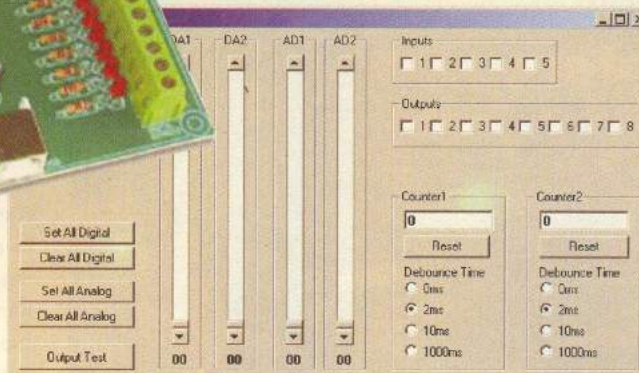 DA1 DA2 AD1 AD2
Inputs
1 2 3 4 5
Outputs
1 2 3 4 5 6 7 8
Set All Digital
Clear All Digital
Set All Analog
Clear All Analog
Output Test
00 00 00 00
Counter1
0
Reset
Debounce Time
0ms
2ms
10ms
1000ms
Counter2
0
Reset
Debounce Time
0ms
2ms
10ms
1000ms